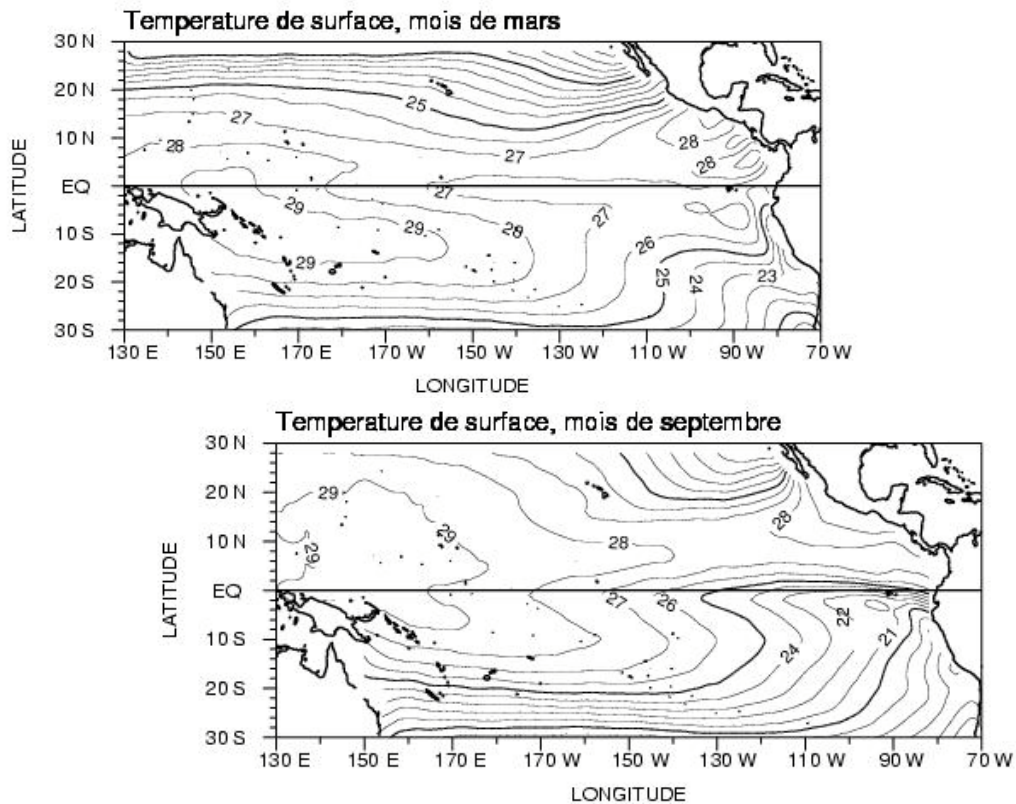 Temperature de surface, mois de mars
30 N
20 N
10 N
EQ
10 S
20 S
30 S
LATITUDE
25
27
28
27
28
28
27
29
29
28
27
29
26
25
24
23
130 E 150 E 170 E 170 W 150 W 130 W 110 W 90 W 70 W
LONGITUDE
Temperature de surface, mois de septembre
30 N
20 N
10 N
EQ
10 S
20 S
30 S
LATITUDE
29
29
29
28
28
27
26
22
21
24
130 E 150 E 170 E 170 W 150 W 130 W 110 W 90 W 70 W
LONGITUDE